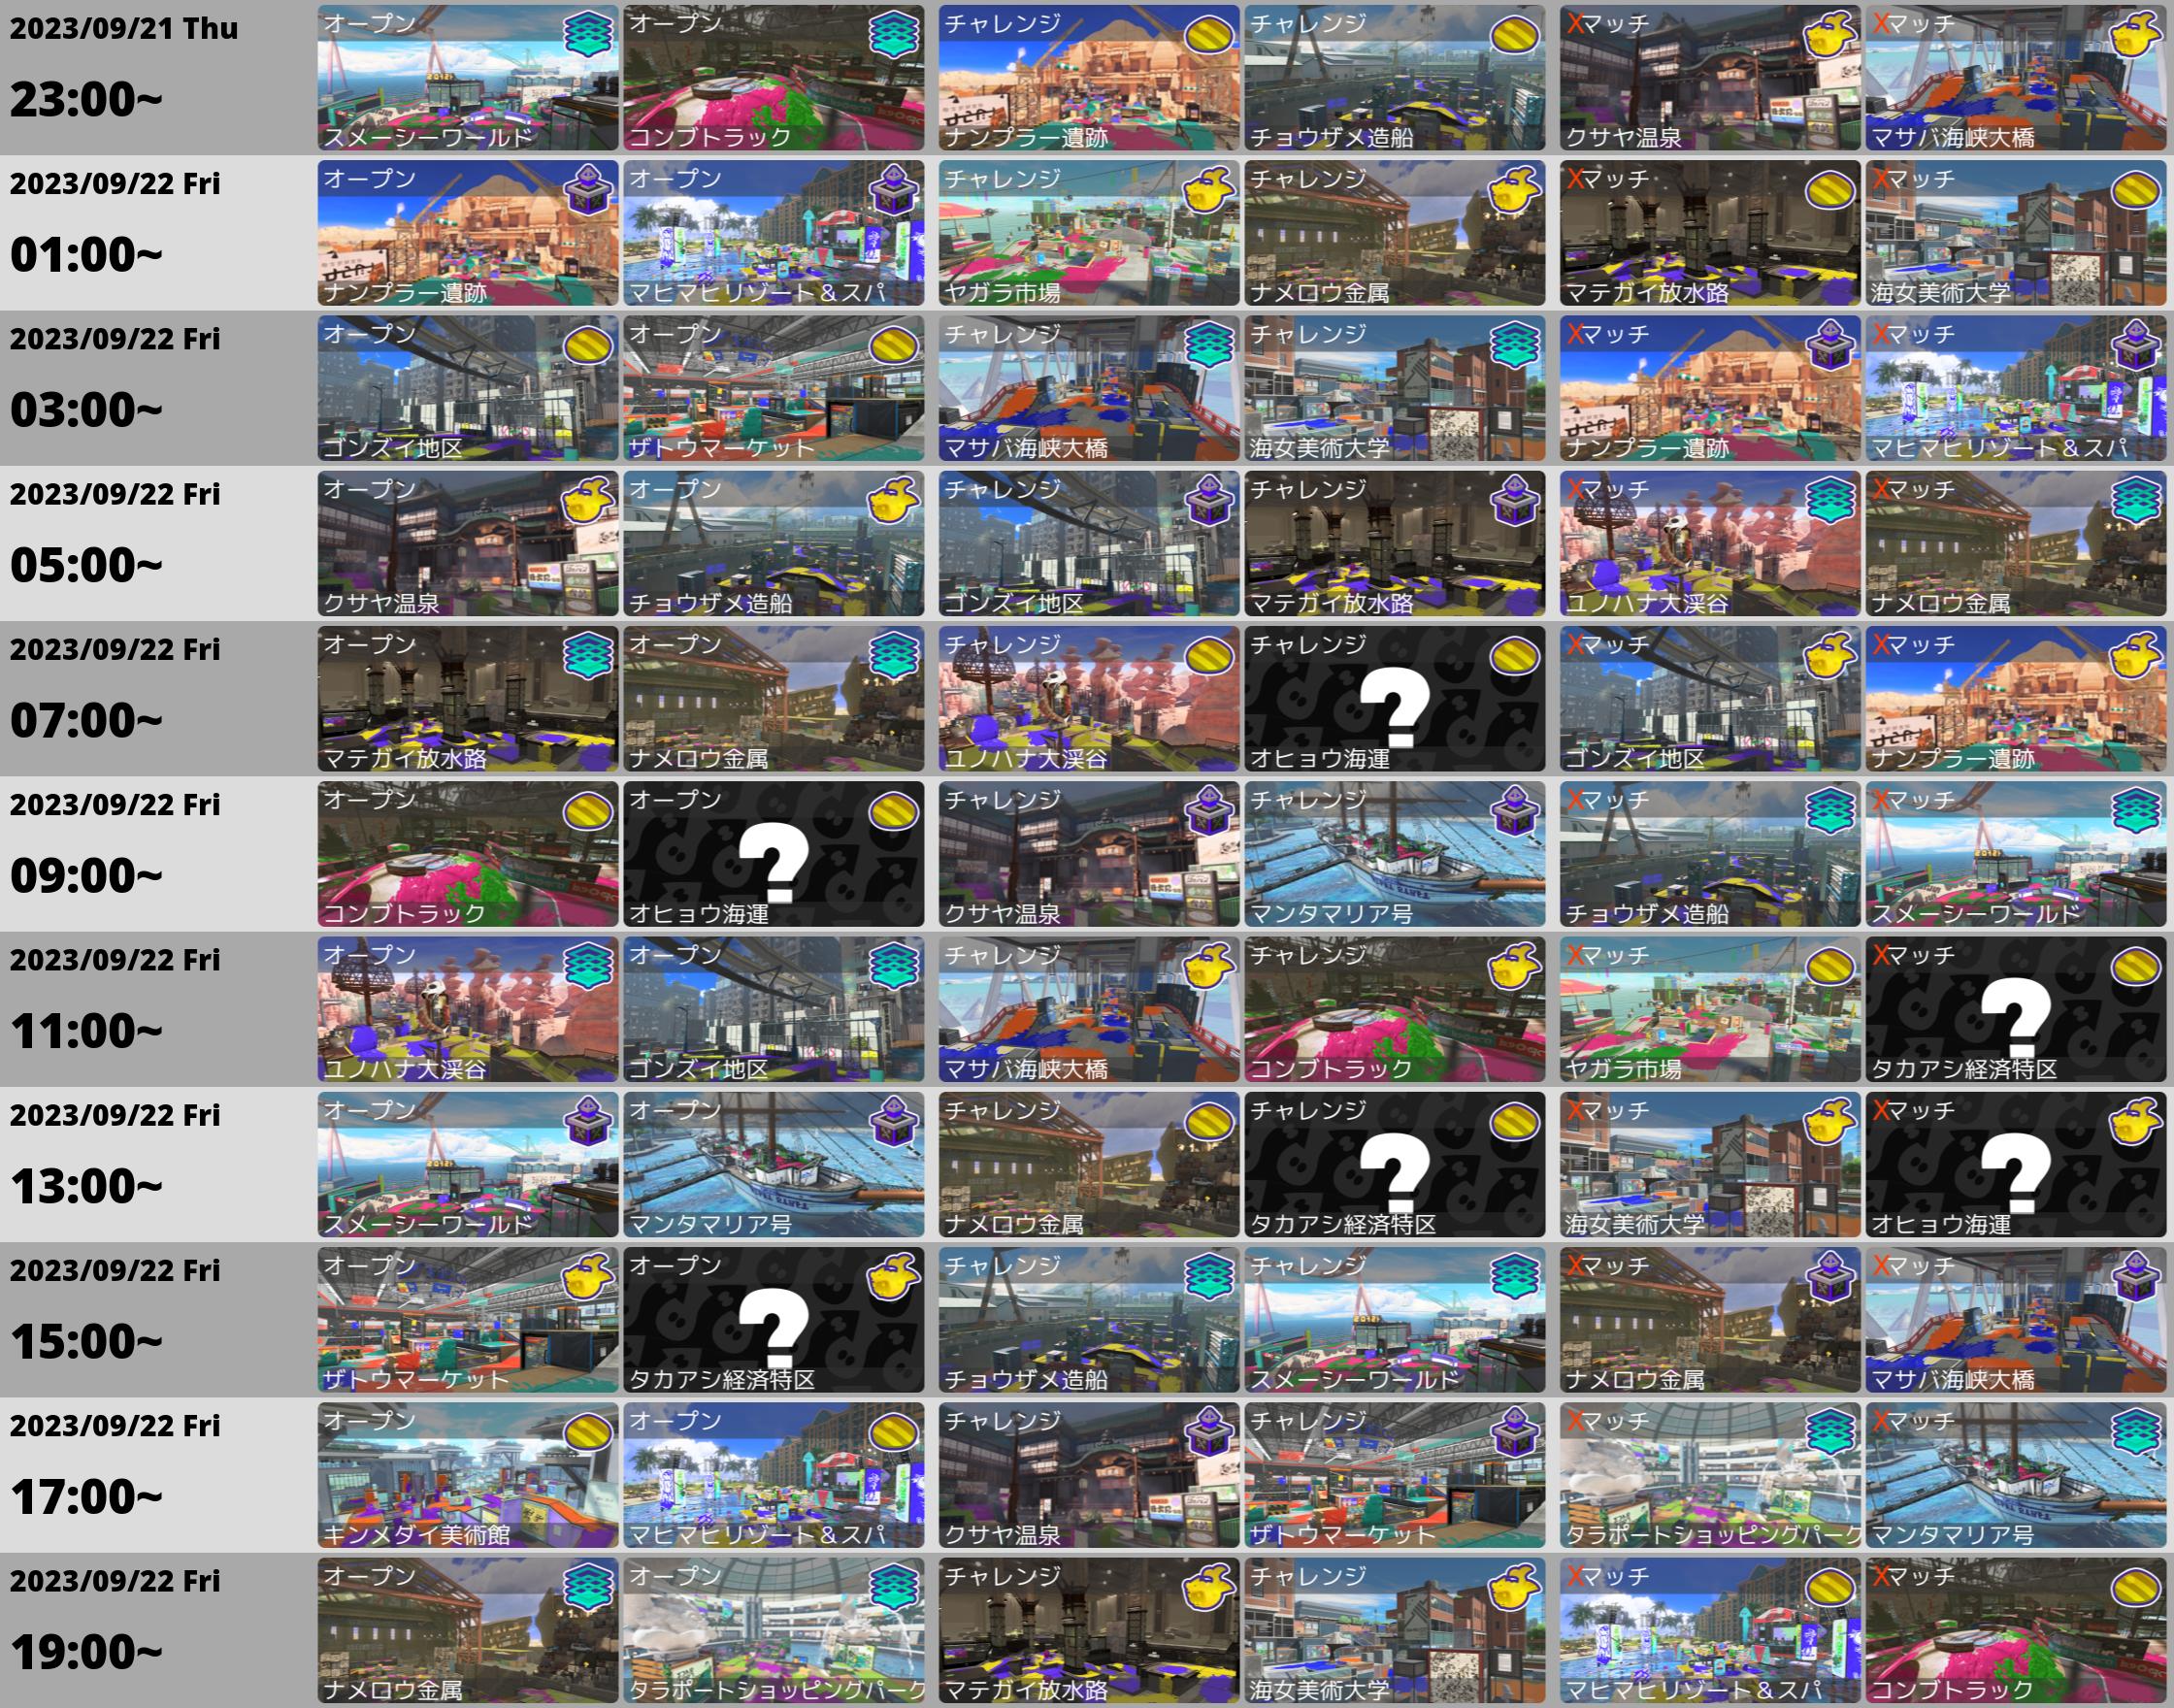 2023/09/21 Thu
23:00~
オープン
スメーシーワールド
オープン
コンブトラック
チャレンジ
ナンプラー遺跡
チャレンジ
チョウザメ造船
Xマッチ
クサヤ温泉
Xマッチ
マサバ海峡大橋
2023/09/22 Fri
01:00~
オープン
ナンプラー遺跡
オープン
マヒマヒリゾート&スパ
チャレンジ
ヤガラ市場
チャレンジ
ナメロウ金属
Xマッチ
マテガイ放水路
Xマッチ
海女美術大学
2023/09/22 Fri
03:00~
オープン
ゴンズイ地区
オープン
ザトウマーケット
チャレンジ
マサバ海峡大橋
チャレンジ
海女美術大学
Xマッチ
ナンプラー遺跡
Xマッチ
マヒマヒリゾート&スパ
2023/09/22 Fri
05:00~
オープン
クサヤ温泉
オープン
チョウザメ造船
チャレンジ
ゴンズイ地区
チャレンジ
マテガイ放水路
Xマッチ
ユノハナ大渓谷
Xマッチ
ナメロウ金属
2023/09/22 Fri
07:00~
オープン
マテガイ放水路
オープン
ナメロウ金属
チャレンジ
ユノハナ大渓谷
チャレンジ
?
オヒョウ海運
Xマッチ
ゴンズイ地区
Xマッチ
ナンプラー遺跡
2023/09/22 Fri
09:00~
オープン
コンブトラック
オープン
?
オヒョウ海運
チャレンジ
クサヤ温泉
チャレンジ
マンタマリア号
Xマッチ
チョウザメ造船
Xマッチ
スメーシーワールド
2023/09/22 Fri
11:00~
オープン
ユノハナ大渓谷
オープン
ゴンズイ地区
チャレンジ
マサバ海峡大橋
チャレンジ
コンブトラック
Xマッチ
ヤガラ市場
Xマッチ
?
タカアシ経済特区
2023/09/22 Fri
13:00~
オープン
スメーシーワールド
オープン
マンタマリア号
チャレンジ
ナメロウ金属
チャレンジ
?
タカアシ経済特区
Xマッチ
海女美術大学
Xマッチ
?
オヒョウ海運
2023/09/22 Fri
15:00~
オープン
ザトウマーケット
オープン
?
タカアシ経済特区
チャレンジ
チョウザメ造船
チャレンジ
スメーシーワールド
Xマッチ
ナメロウ金属
Xマッチ
マサバ海峡大橋
2023/09/22 Fri
17:00~
オープン
キンメダイ美術館
オープン
マヒマヒリゾート&スパ
チャレンジ
クサヤ温泉
チャレンジ
ザトウマーケット
Xマッチ
タラポートショッピングパーク
Xマッチ
マンタマリア号
2023/09/22 Fri
19:00~
オープン
ナメロウ金属
オープン
タラポートショッピングパーク
チャレンジ
マテガイ放水路
チャレンジ
海女美術大学
Xマッチ
マヒマヒリゾート&スパ
Xマッチ
コンブトラック